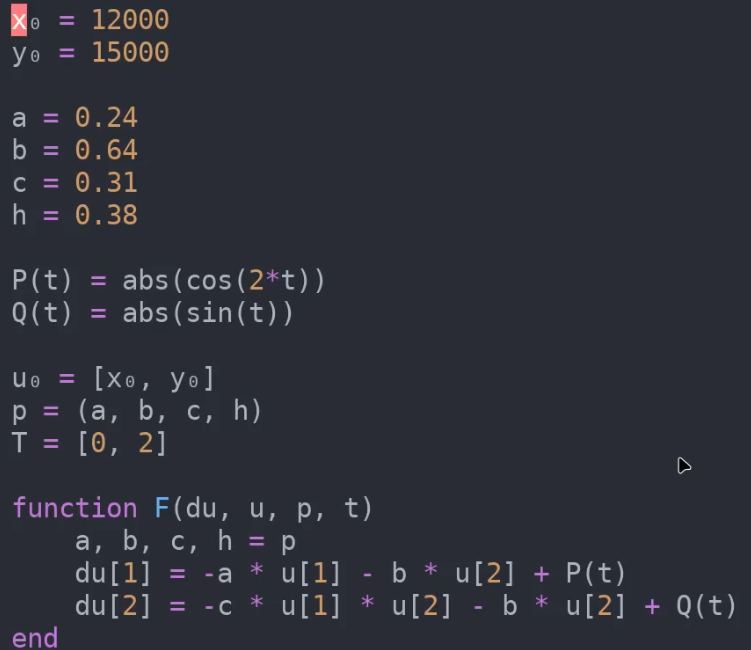 x₀ = 12000
y₀ = 15000
a = 0.24
b = 0.64
c = 0.31
h = 0.38
P(t) = abs(cos(2*t))
Q(t) = abs(sin(t))
u₀ = [x₀, y₀]
p = (a, b, c, h)
T = [0, 2]
function F(du, u, p, t)
    a, b, c, h = p
    du[1] = -a * u[1] - b * u[2] + P(t)
    du[2] = -c * u[1] * u[2] - b * u[2] + Q(t)
end